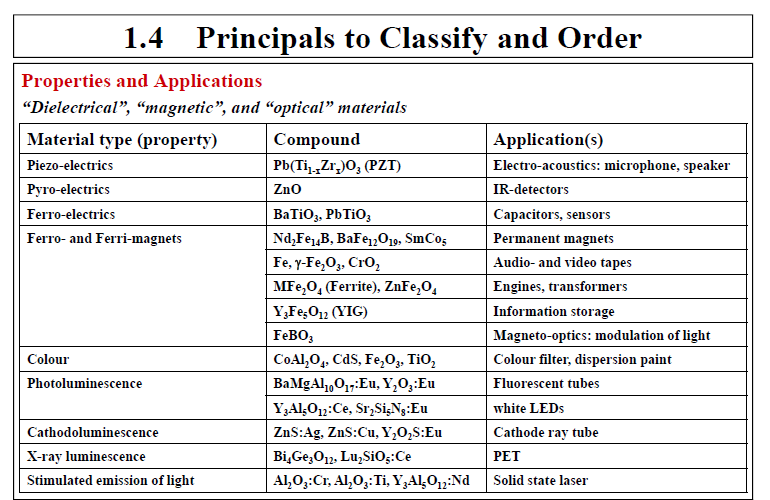 1.4 Principals to Classify and Order
Properties and Applications
“Dielectrical”, “magnetic”, and “optical” materials
Material type (property) Compound Application(s)
Piezo-electrics Pb(Ti₁₋ₓZrₓ)O₃ (PZT) Electro-acoustics: microphone, speaker
Pyro-electrics ZnO IR-detectors
Ferro-electrics BaTiO₃, PbTiO₃ Capacitors, sensors
Ferro- and Ferri-magnets Nd₂Fe₁₄B, BaFe₁₂O₁₉, SmCo₅ Permanent magnets
Fe, γ-Fe₂O₃, CrO₂ Audio- and video tapes
MFe₂O₄ (Ferrite), ZnFe₂O₄ Engines, transformers
Y₃Fe₅O₁₂ (YIG) Information storage
FeBO₃ Magneto-optics: modulation of light
Colour CoAl₂O₄, CdS, Fe₂O₃, TiO₂ Colour filter, dispersion paint
Photoluminescence BaMgAl₁₀O₁₇:Eu, Y₂O₃:Eu Fluorescent tubes
Y₃Al₅O₁₂:Ce, Sr₂Si₅N₈:Eu white LEDs
Cathodoluminescence ZnS:Ag, ZnS:Cu, Y₂O₂S:Eu Cathode ray tube
X-ray luminescence Bi₄Ge₃O₁₂, Lu₂SiO₅:Ce PET
Stimulated emission of light Al₂O₃:Cr, Al₂O₃:Ti, Y₃Al₅O₁₂:Nd Solid state laser